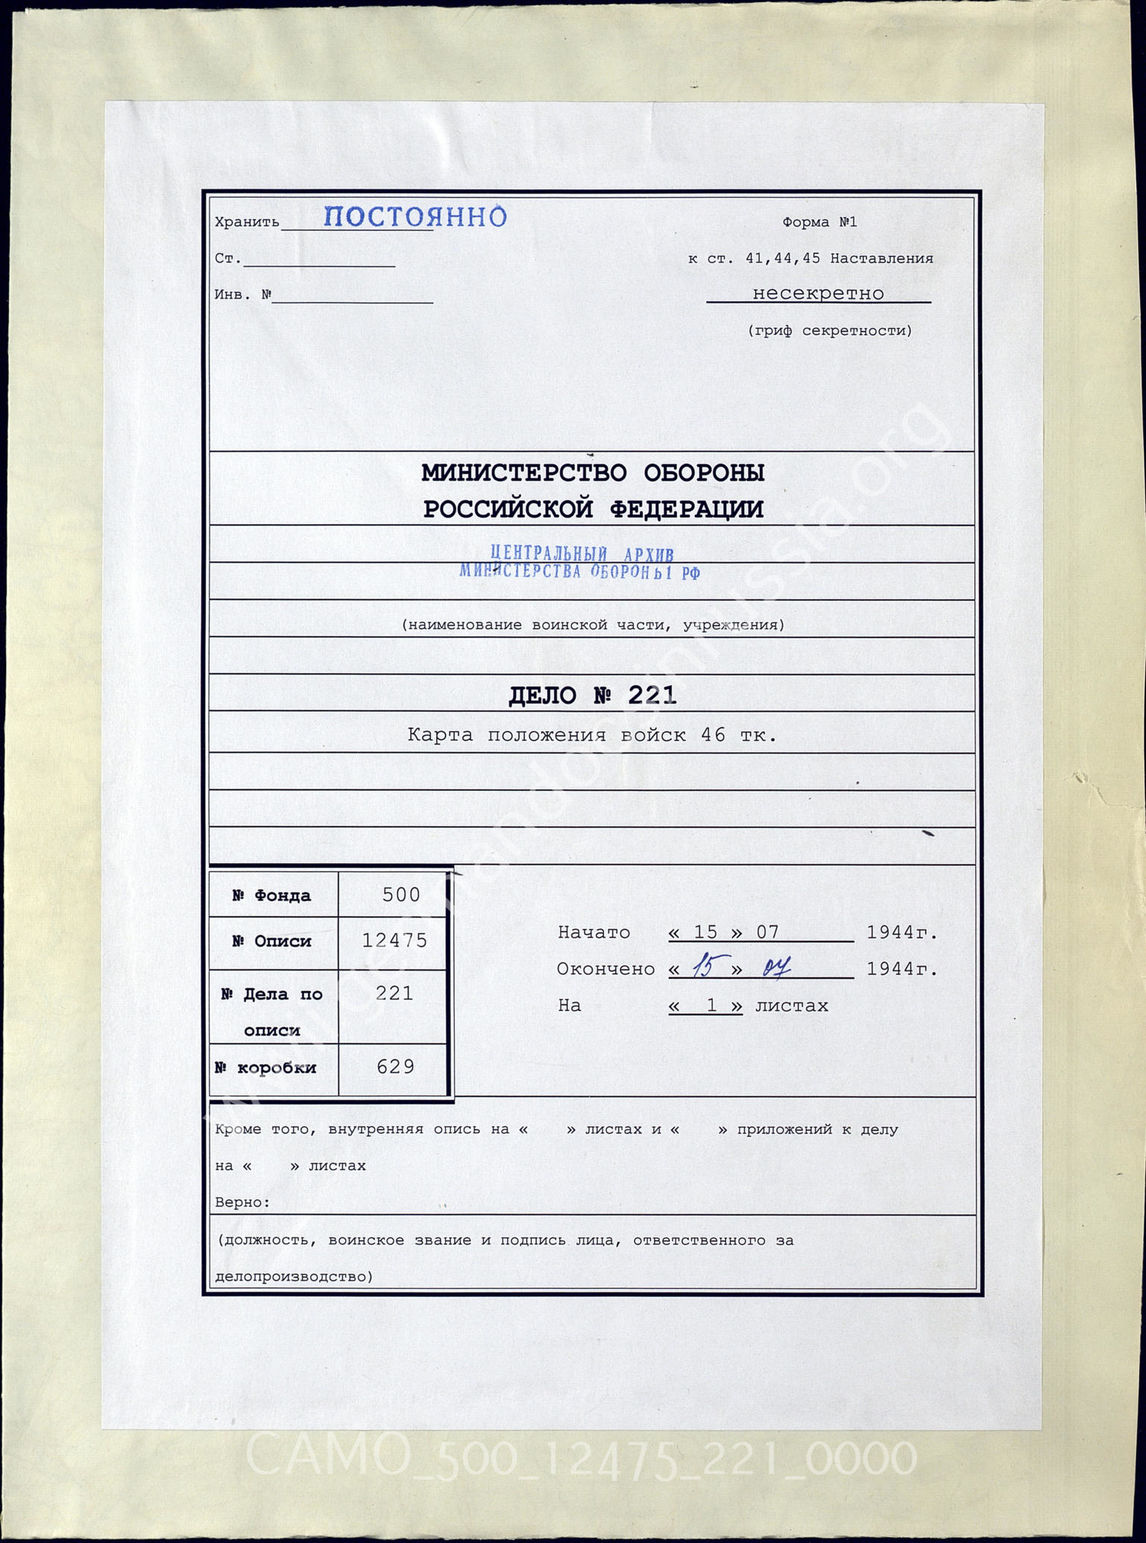 Хранить ПОСТОЯННО
Форма №1
Ст.
к ст. 41,44,45 Наставления
Инв. №
несекретно
(гриф секретности)
МИНИСТЕРСТВО ОБОРОНЫ
РОССИЙСКОЙ ФЕДЕРАЦИИ
ЦЕНТРАЛЬНЫЙ АРХИВ
МИНИСТЕРСТВА ОБОРОНЫ РФ
(наименование воинской части, учреждения)
ДЕЛО № 221
Карта положения войск 46 тк.
№ Фонда 500
№ Описи 12475
№ Дела по 221
описи
№ коробки 629
Начато « 15 » 07 1944г.
Окончено « 15 » 07 1944г.
На « 1 » листах
Кроме того, внутренняя опись на « » листах и « » приложений к делу
на « » листах
Верно:
(должность, воинское звание и подпись лица, ответственного за
делопроизводство)
CAMO_500_12475_221_0000